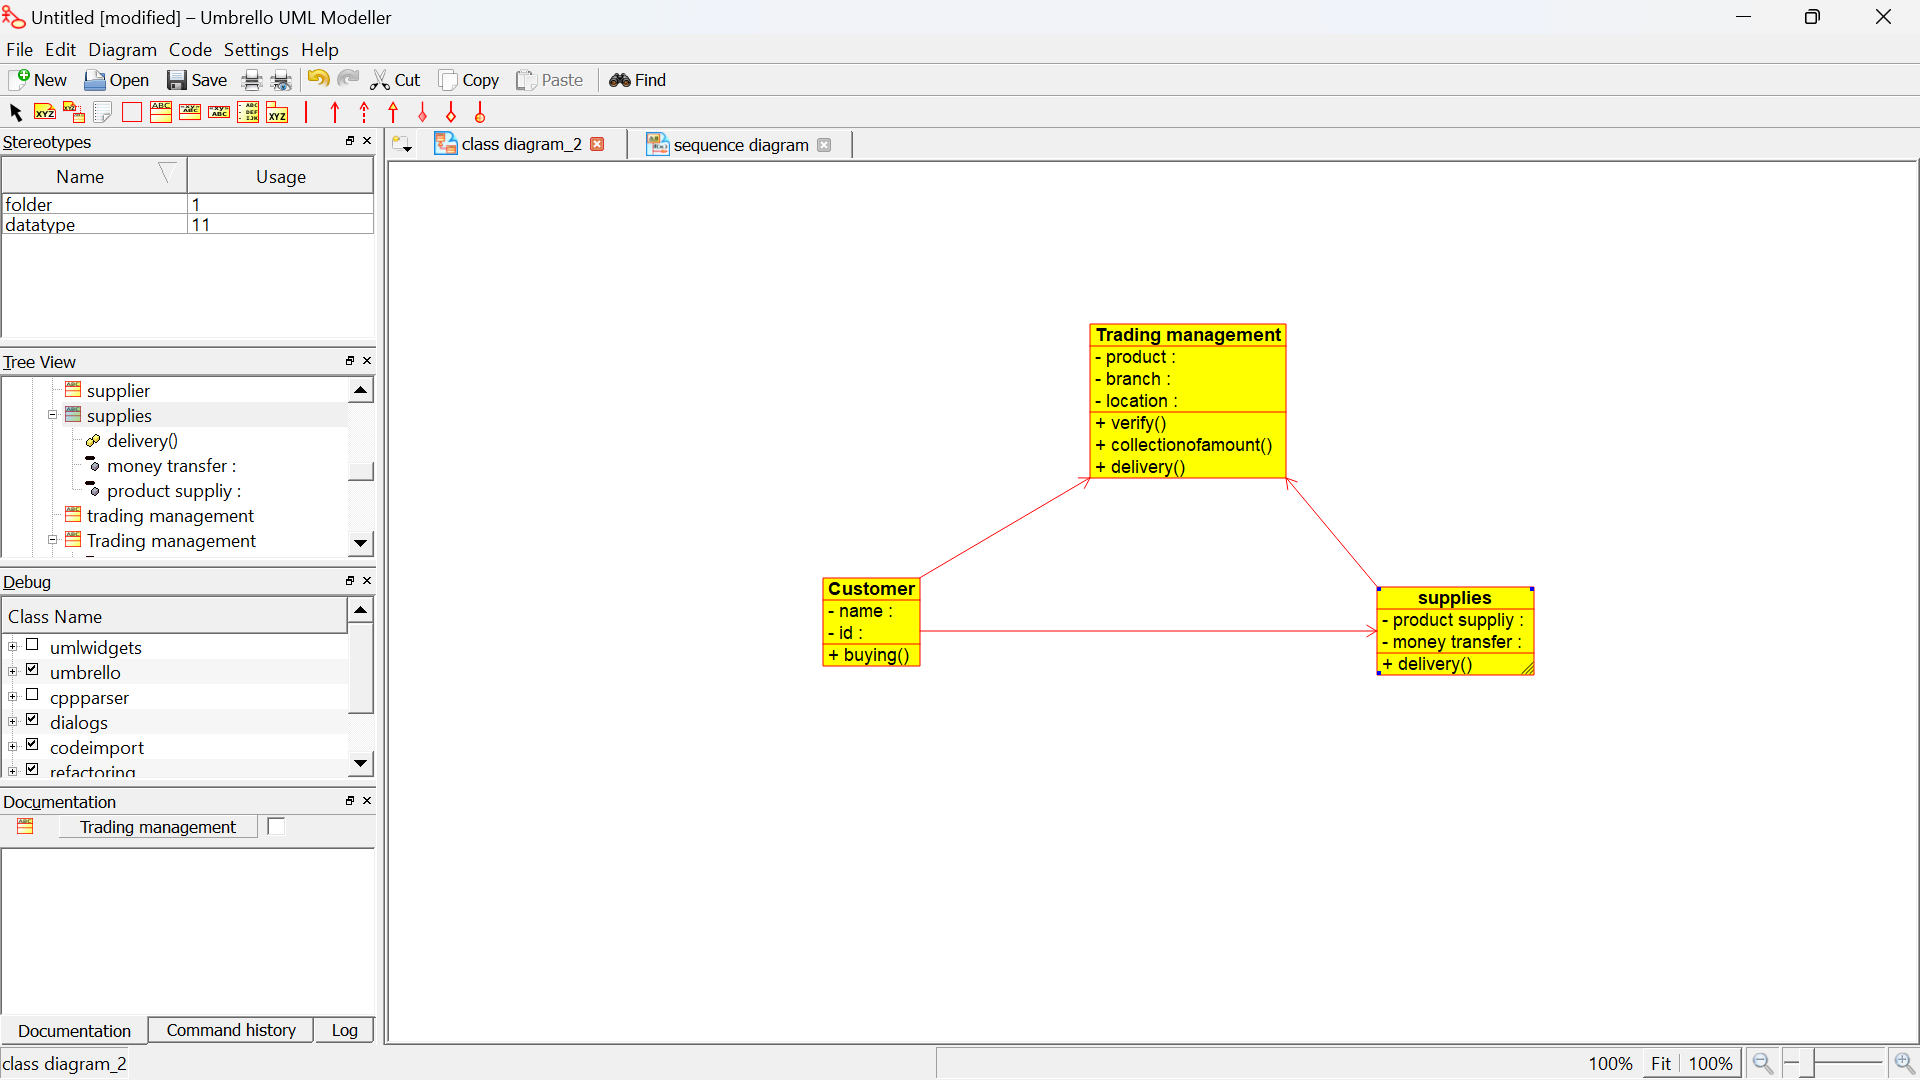 Untitled [modified] – Umbrello UML Modeller
File Edit Diagram Code Settings Help
New Open Save Cut Copy Paste Find
Stereotypes
class diagram_2 sequence diagram
Name Usage
folder 1
datatype 11
Tree View
supplier
supplies
delivery()
money transfer :
product suppliy :
trading management
Trading management
Debug
Class Name
umlwidgets
umbrello
cppparser
dialogs
codeimport
refactoring
Documentation
Trading management
Documentation Command history Log
Trading management
- product :
- branch :
- location :
+ verify()
+ collectionofamount()
+ delivery()
Customer
- name :
- id :
+ buying()
supplies
- product suppliy :
- money transfer :
+ delivery()
class diagram_2
100% Fit 100%